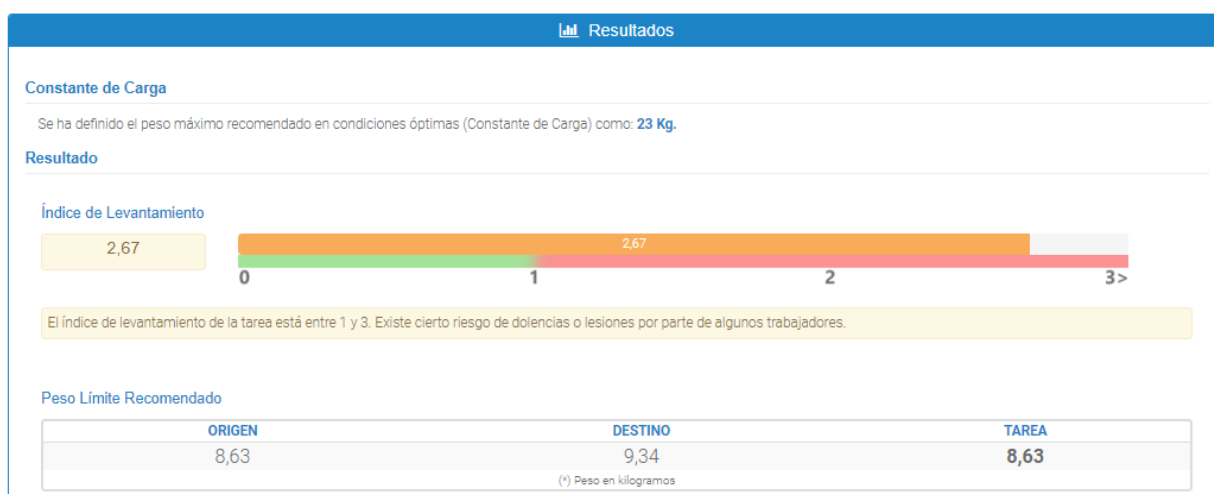 Resultados
Constante de Carga
Se ha definido el peso máximo recomendado en condiciones óptimas (Constante de Carga) como: 23 Kg.
Resultado
Índice de Levantamiento
2,67 2,67
0 1 2 3>
El índice de levantamiento de la tarea está entre 1 y 3. Existe cierto riesgo de dolencias o lesiones por parte de algunos trabajadores.
Peso Límite Recomendado
ORIGEN DESTINO TAREA
8,63 9,34 8,63
(*) Peso en kilogramos